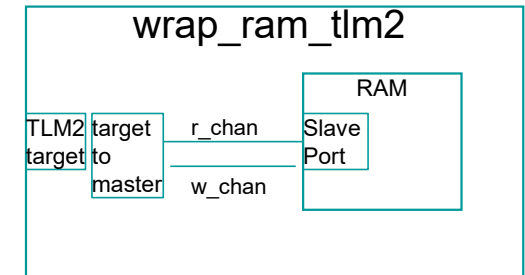 wrap_ram_tlm2
RAM
TLM2
target
target
to
master
r_chan
w_chan
Slave
Port